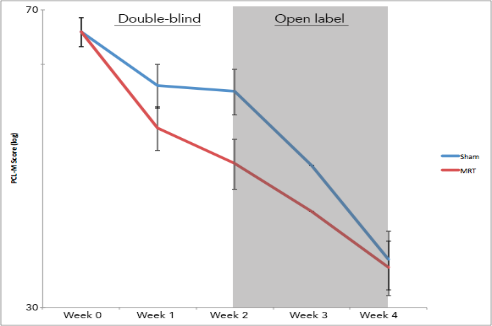 70
Double-blind
Open label
PCL-M Score (log)
Sham
MRT
30
Week 0
Week 1
Week 2
Week 3
Week 4